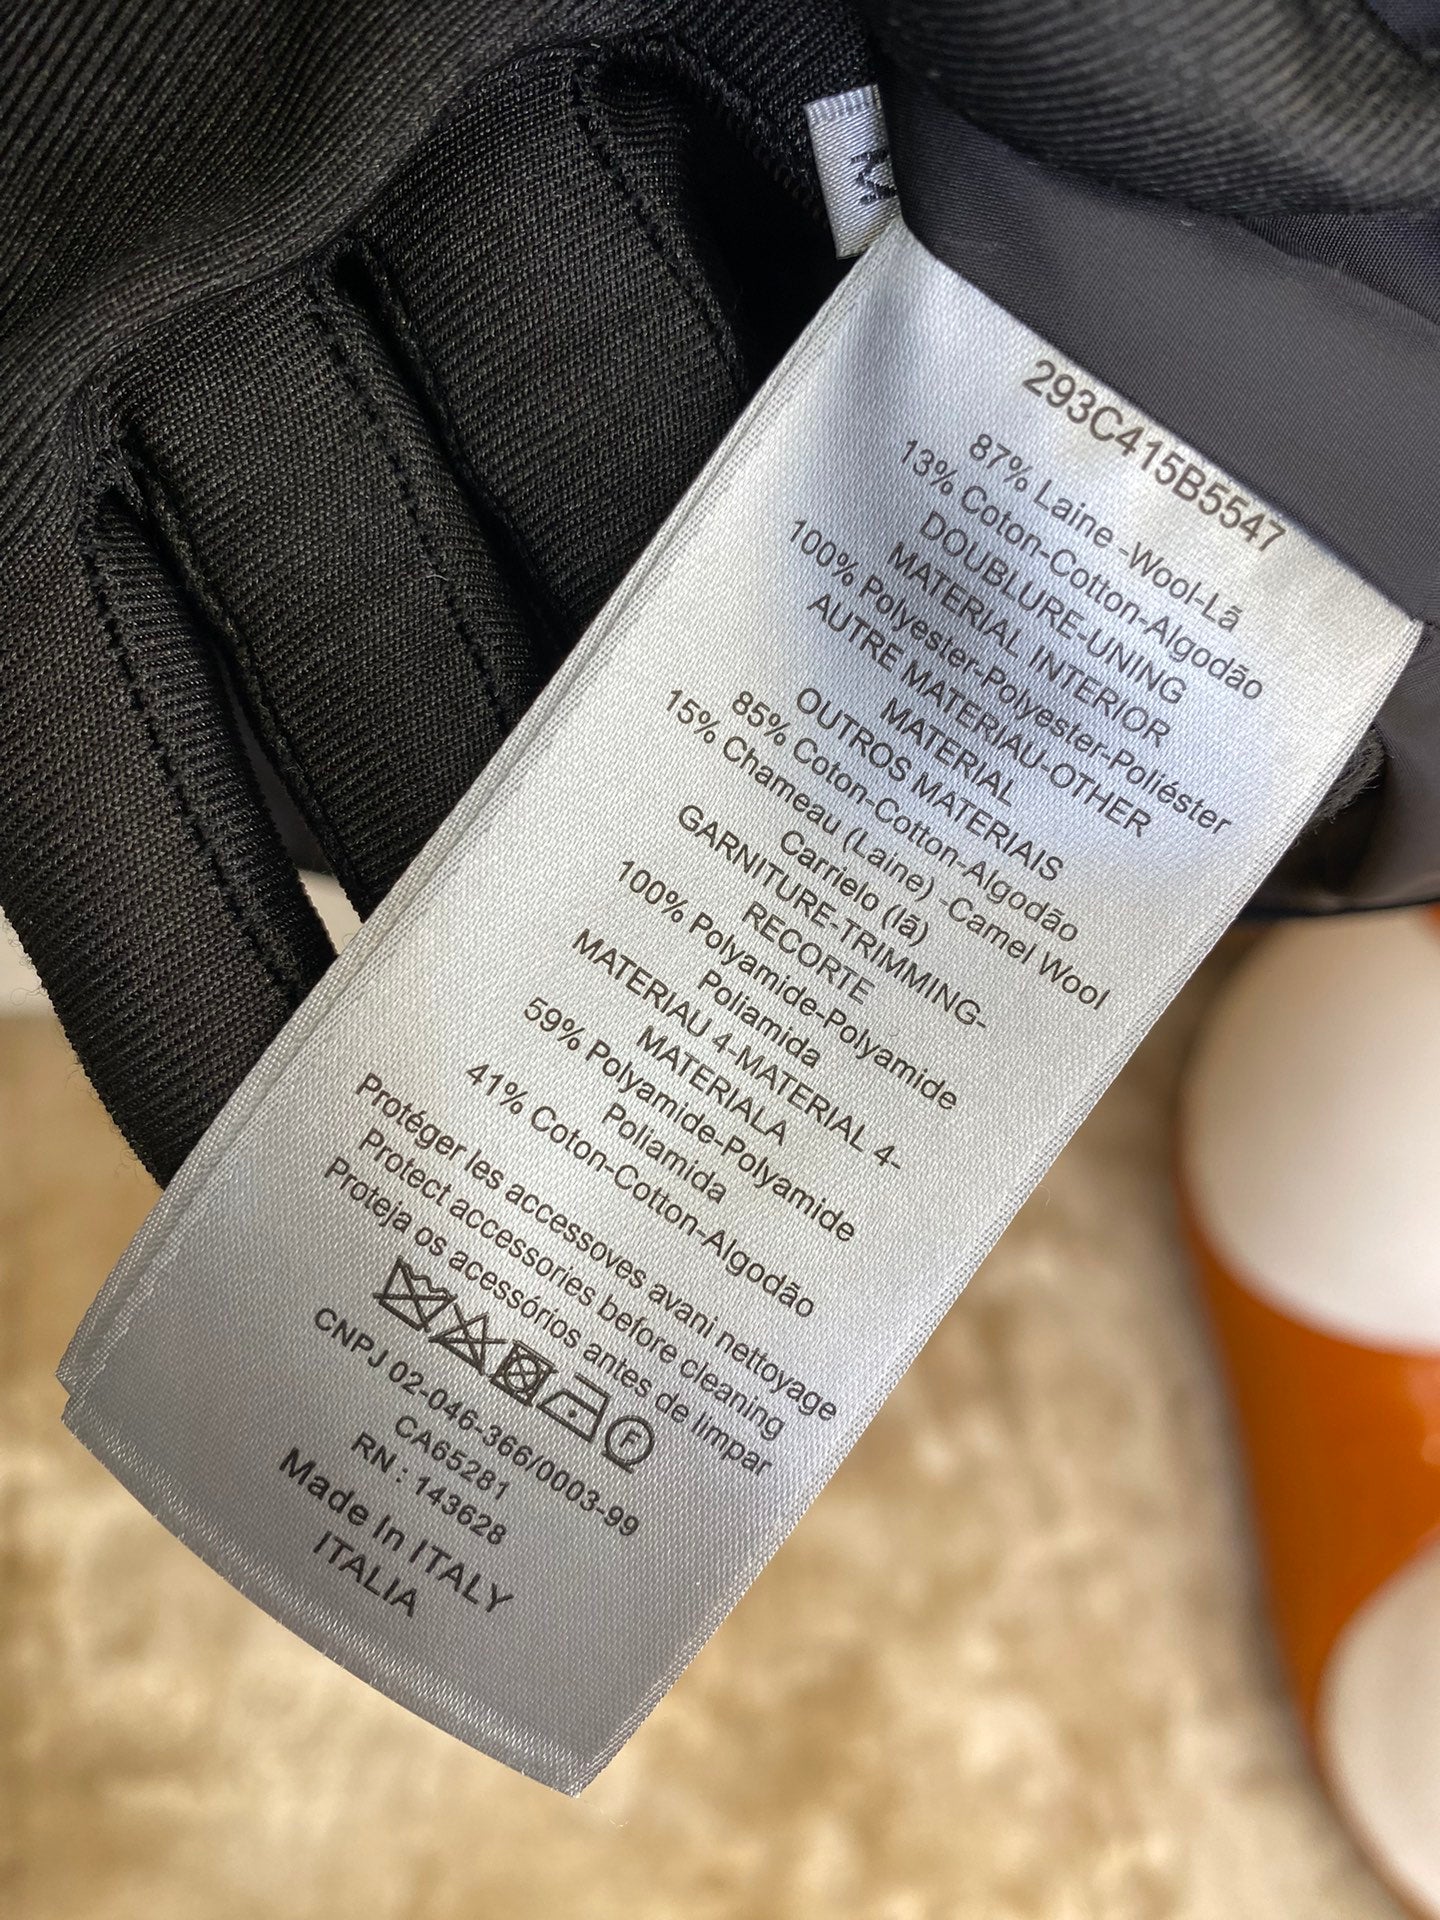 M
293C415B5547
87% Laine -Wool-Lã
13% Coton-Cotton-Algodão
DOUBLURE-UNING
MATERIAL INTERIOR
100% Polyester-Polyester-Poliéster
AUTRE MATERIAU-OTHER
MATERIAL
OUTROS MATERIAIS
85% Coton-Cotton-Algodão
15% Chameau (Laine) -Camel Wool
Carrielo (lã)
GARNITURE-TRIMMING-
RECORTE
100% Polyamide-Polyamide
Poliamida
MATERIAU 4-MATERIAL 4-
MATERIALA
59% Polyamide-Polyamide
Poliamida
41% Coton-Cotton-Algodão
Protéger les accessoves avani nettoyage
Protect accessories before cleaning
Proteja os acessórios antes de limpar
F
CNPJ 02-046-366/0003-99
CA65281
RN : 143628
Made In ITALY
ITALIA